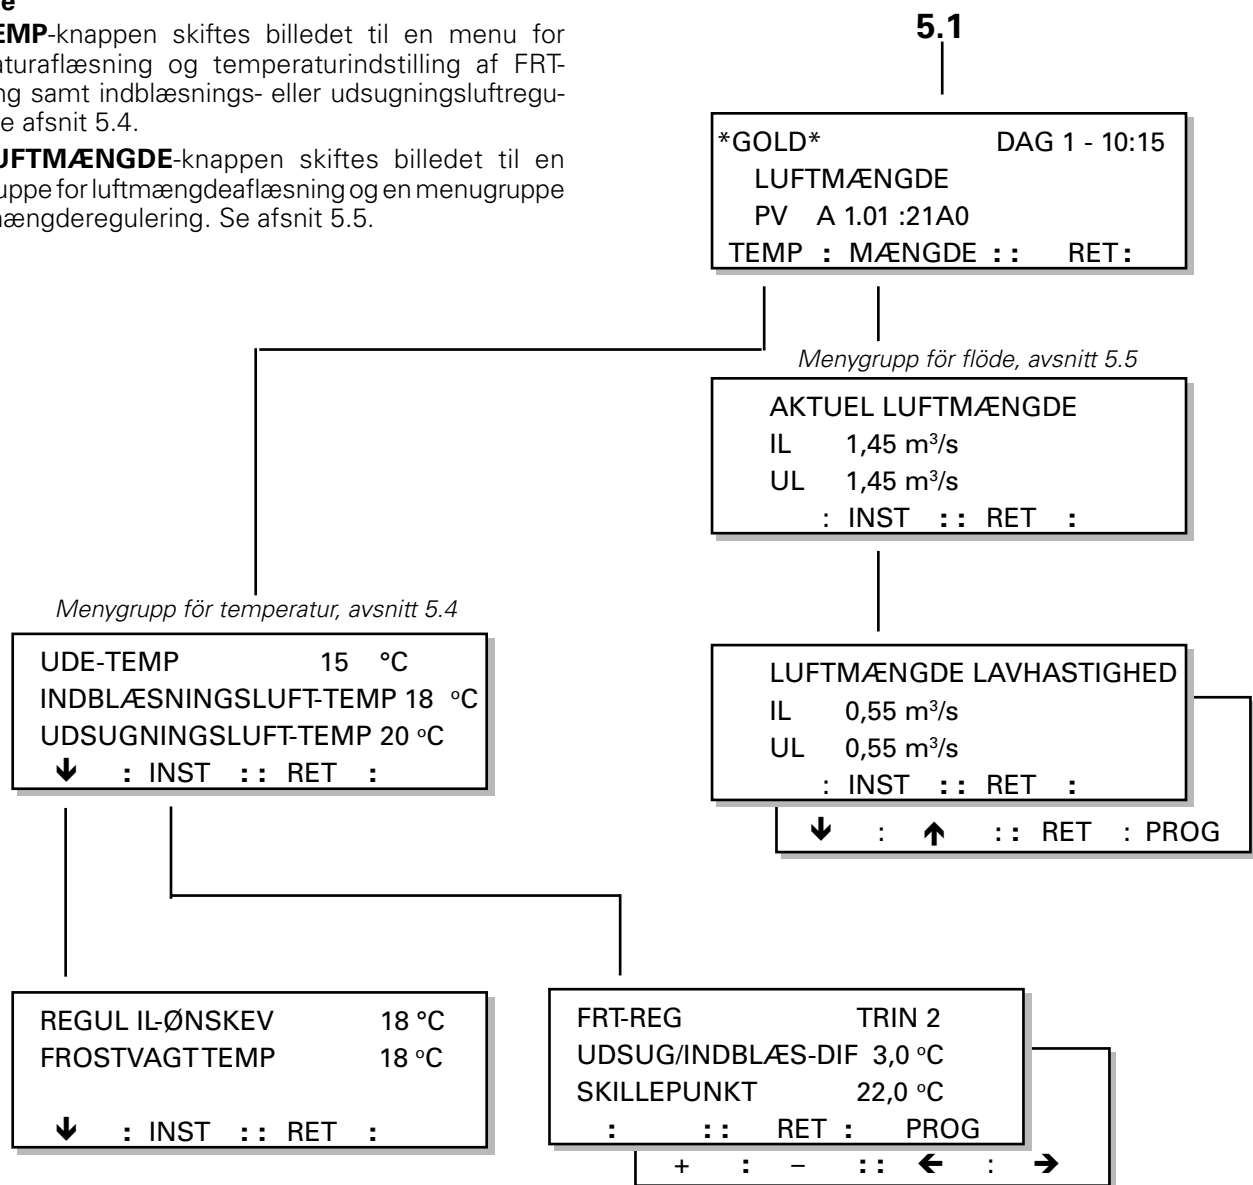 e
EMP-knappen skiftes billedet til en menu for
aturaflæsning og temperaturindstilling af FRT-
ng samt indblæsnings- eller udsugningsluftregu-
e afsnit 5.4.
UFTMÆNGDE-knappen skiftes billedet til en
uppe for luftmængdeaflæsning og en menugruppe
nængderegulering. Se afsnit 5.5.
5.1
*GOLD* DAG 1 - 10:15
LUFTMÆNGDE
PV A 1.01 :21A0
TEMP : MÆNGDE : : RET :
Menygrupp för flöde, avsnitt 5.5
AKTUEL LUFTMÆNGDE
IL 1,45 m³/s
UL 1,45 m³/s
: INST : : RET :
Menygrupp för temperatur, avsnitt 5.4
UDE-TEMP 15 °C
INDBLÆSNINGSLUFT-TEMP 18 °C
UDSUGNINGSLUFT-TEMP 20 °C
↓ : INST : : RET :
LUFTMÆNGDE LAVHASTIGHED
IL 0,55 m³/s
UL 0,55 m³/s
: INST : : RET :
↓ : ↑ : : RET : PROG
REGUL IL-ØNSKEV 18 °C
FROSTVAGT TEMP 18 °C
↓ : INST : : RET :
FRT-REG TRIN 2
UDSUG/INDBLÆS-DIF 3,0 °C
SKILLEPUNKT 22,0 °C
: : : RET : PROG
+ : – : : ← : →